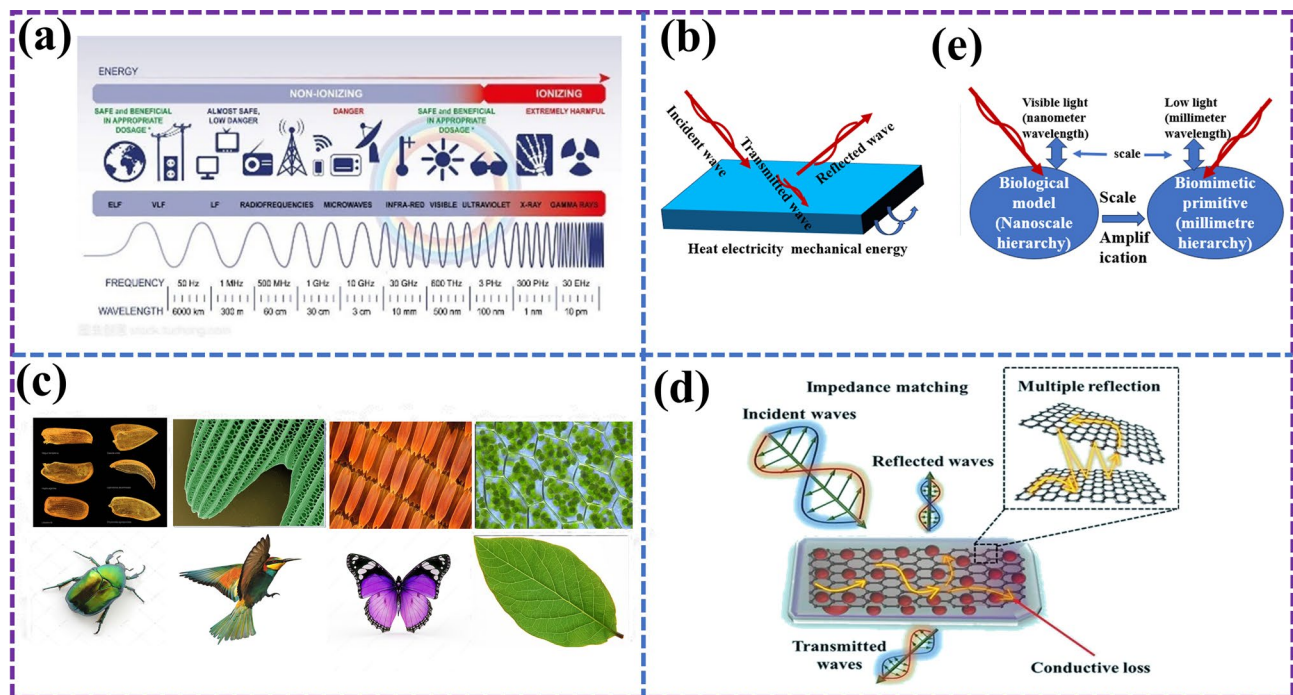 (a)
ENERGY
NON-IONIZING
IONIZING
SAFE and BENEFICIAL
IN APPROPRIATE
DOSAGE *
ALMOST SAFE,
LOW DANGER
DANGER
SAFE and BENEFICIAL
IN APPROPRIATE
DOSAGE *
EXTREMELY HARMFUL
ELF VLF LF RADIOFREQUENCIES MICROWAVES INFRA-RED VISIBLE ULTRAVIOLET X-RAY GAMMA RAYS
FREQUENCY 50 Hz 1 MHz 500 MHz 1 GHz 10 GHz 30 GHz 600 THz 3 PHz 300 PHz 30 EHz
WAVELENGTH 6000 km 300 m 60 cm 30 cm 3 cm 10 mm 500 nm 100 nm 1 nm 10 pm
(b)
Incident wave
Transmitted wave
Reflected wave
Heat electricity mechanical energy
(e)
Visible light
(nanometer
wavelength)
Low light
(millimeter
wavelength)
scale
Biological
model
(Nanoscale
hierarchy)
Scale
Amplif
ication
Biomimetic
primitive
(millimetre
hierarchy)
(c)
(d)
Impedance matching
Incident waves
Reflected waves
Multiple reflection
Transmitted
waves
Conductive loss